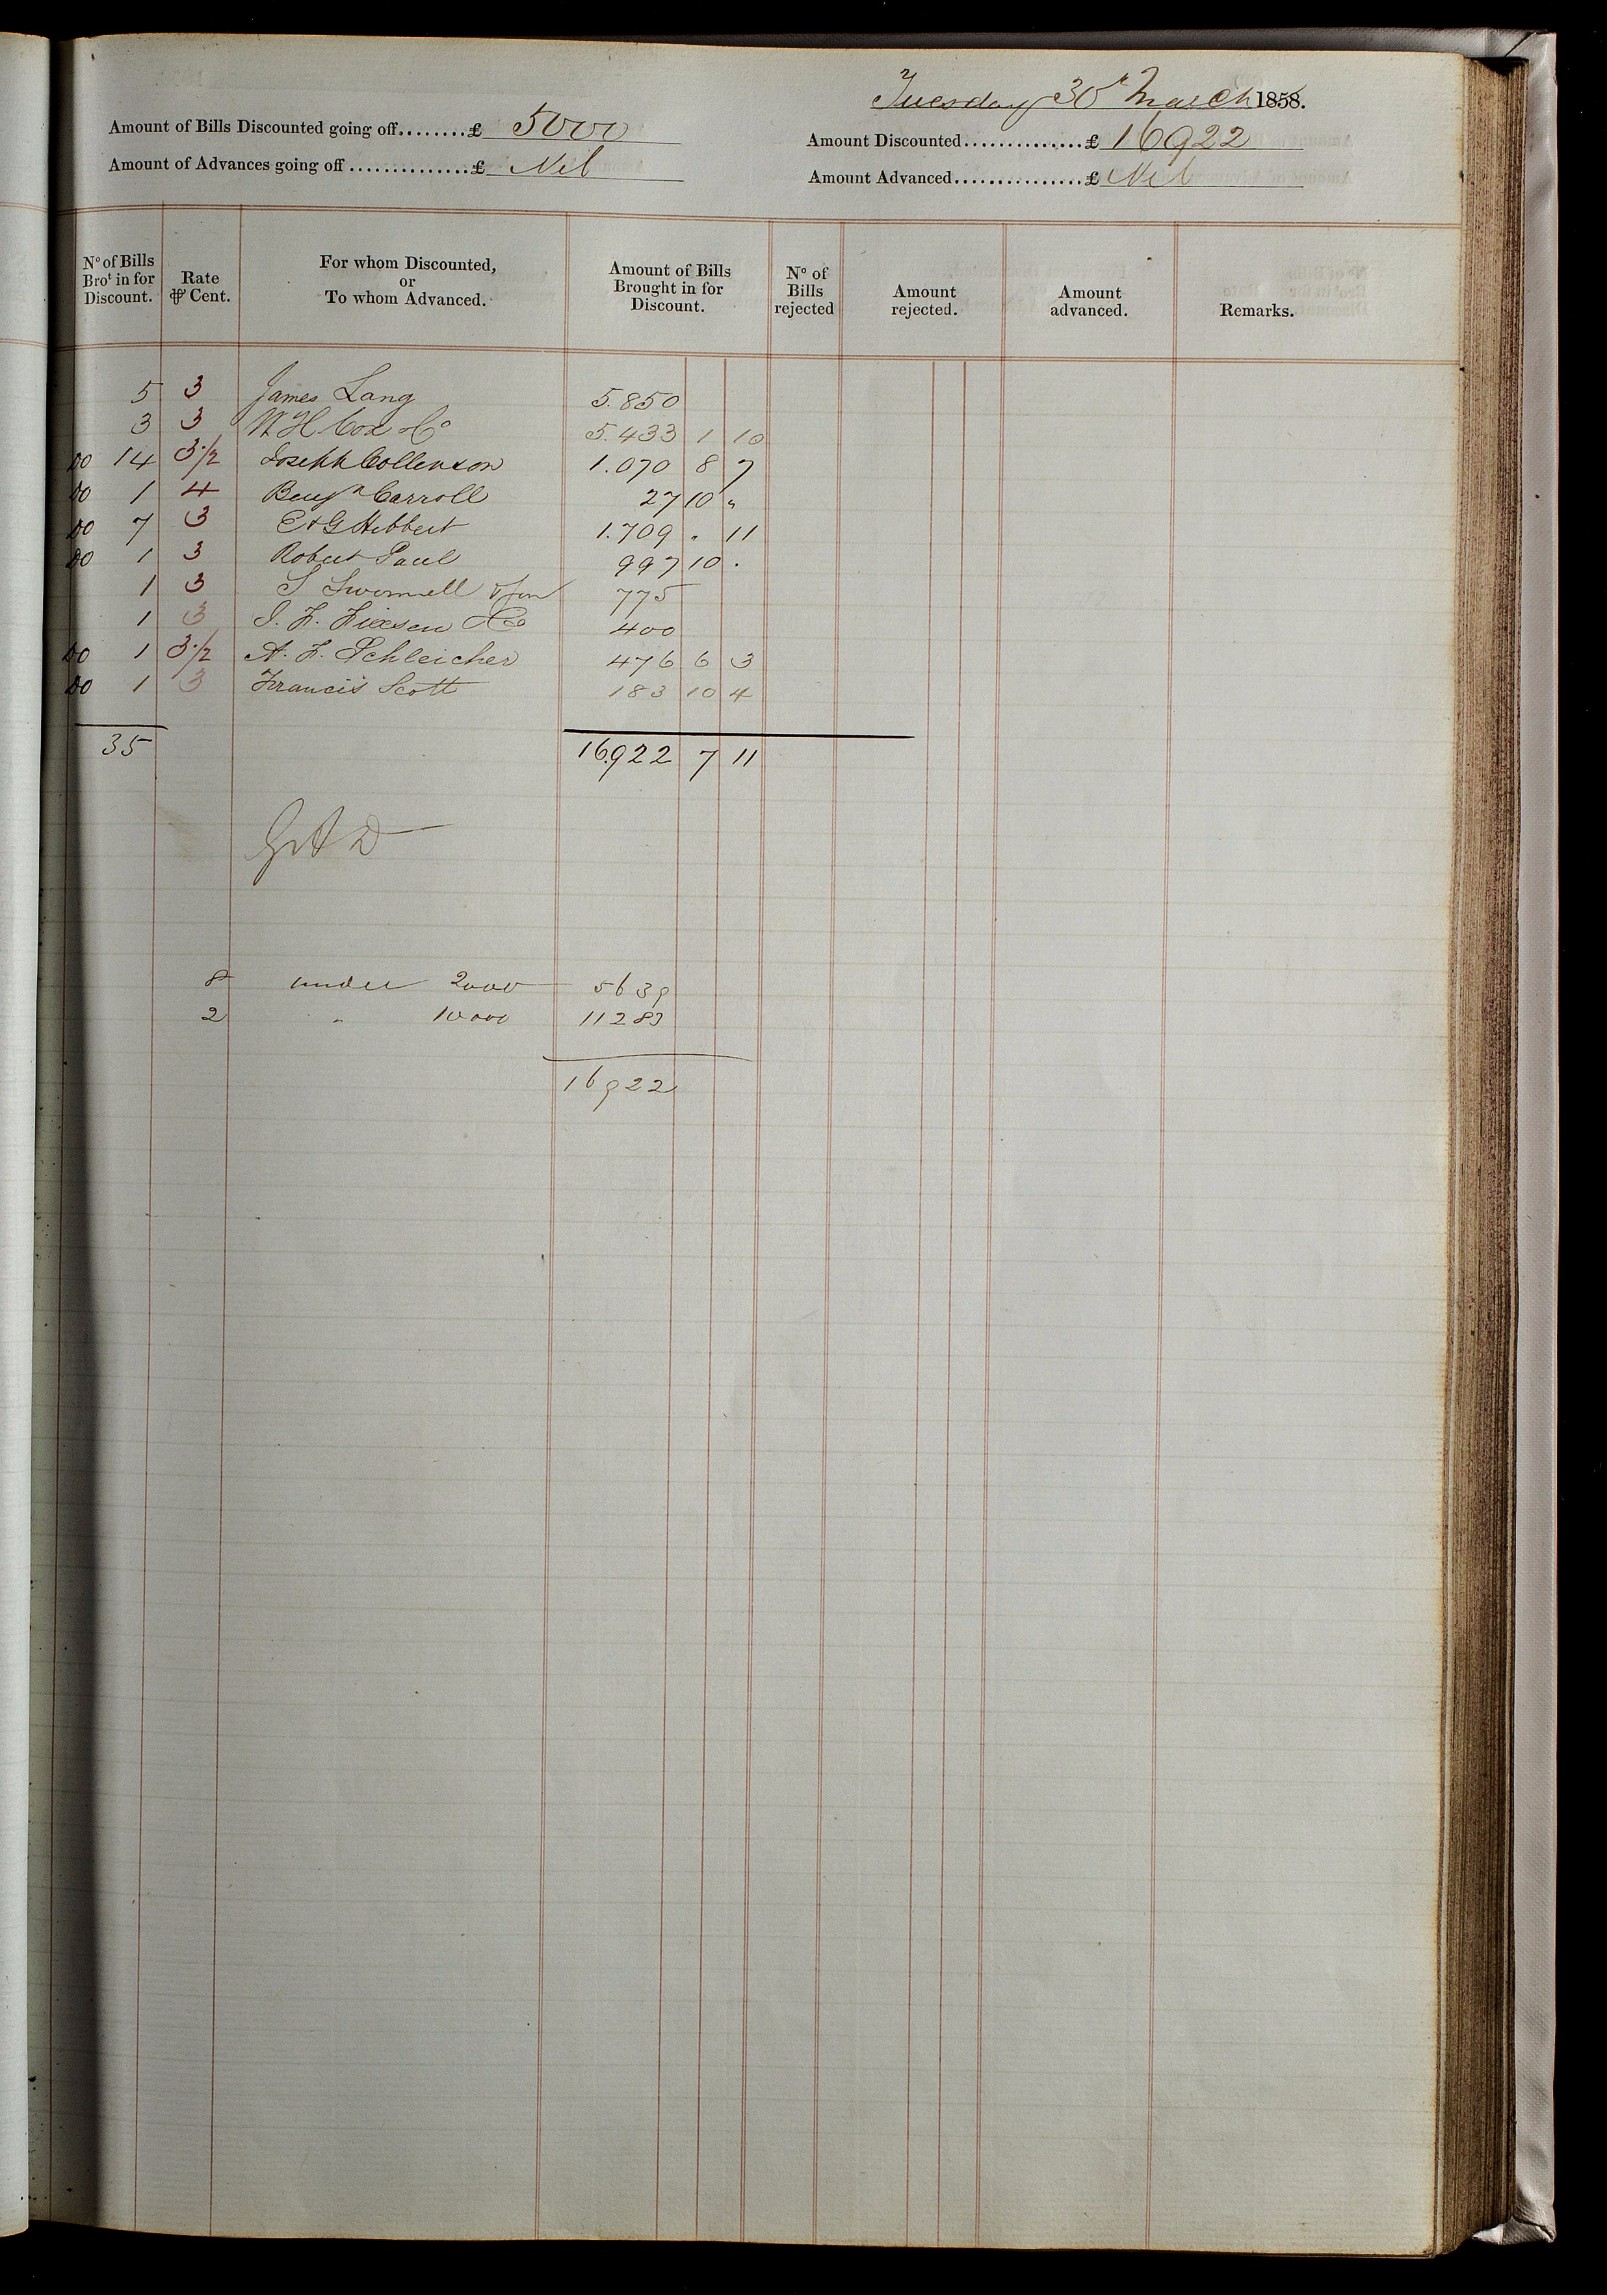 Tuesday 30th March 1858.
Amount of Bills Discounted going off........£ 5000
Amount Discounted...............£ 16922
Amount of Advances going off...............£ Nil
Amount Advanced................£ Nil
No of Bills Brot in for Discount. Rate ⅌ Cent. For whom Discounted, or To whom Advanced. Amount of Bills Brought in for Discount. No of Bills rejected Amount rejected. Amount advanced. Remarks.
5 3 James Lang 5.850
3 3 W H Cox & Co 5.433 1 10
Do 14 3 1/2 Joseph Collenson 1.070 8 7
Do 1 4 Benjn Carroll 27 10 "
Do 7 3 E & G Hibbert 1.709 " 11
Do 1 3 Robert Paul 997 10 .
1 3 S Swonnell & Son 775
1 3 I. F. Fixsen & Co 400
Do 1 3 1/2 A. F. Schleicher 476 6 3
Do 1 3 Francis Scott 183 10 4
35 16.922 7 11
8 under 2000 5639
2 " 10000 11283
16922